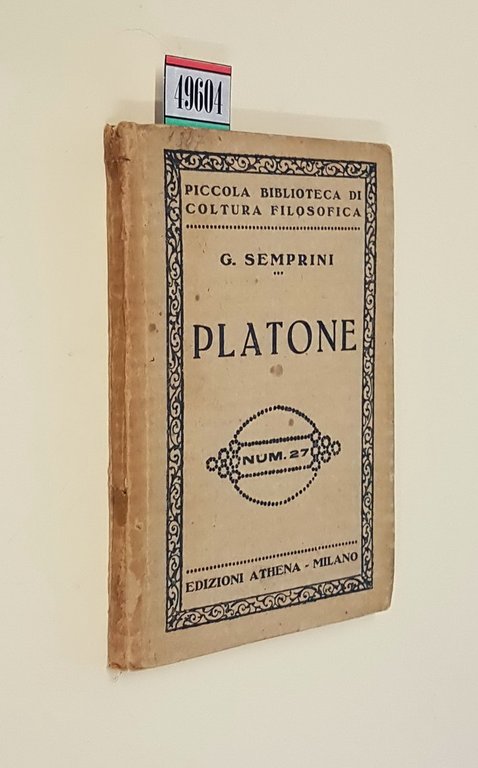 49604
PICCOLA BIBLIOTECA DI
COLTURA FILOSOFICA
G. SEMPRINI
PLATONE
NUM. 27
EDIZIONI ATHENA - MILANO